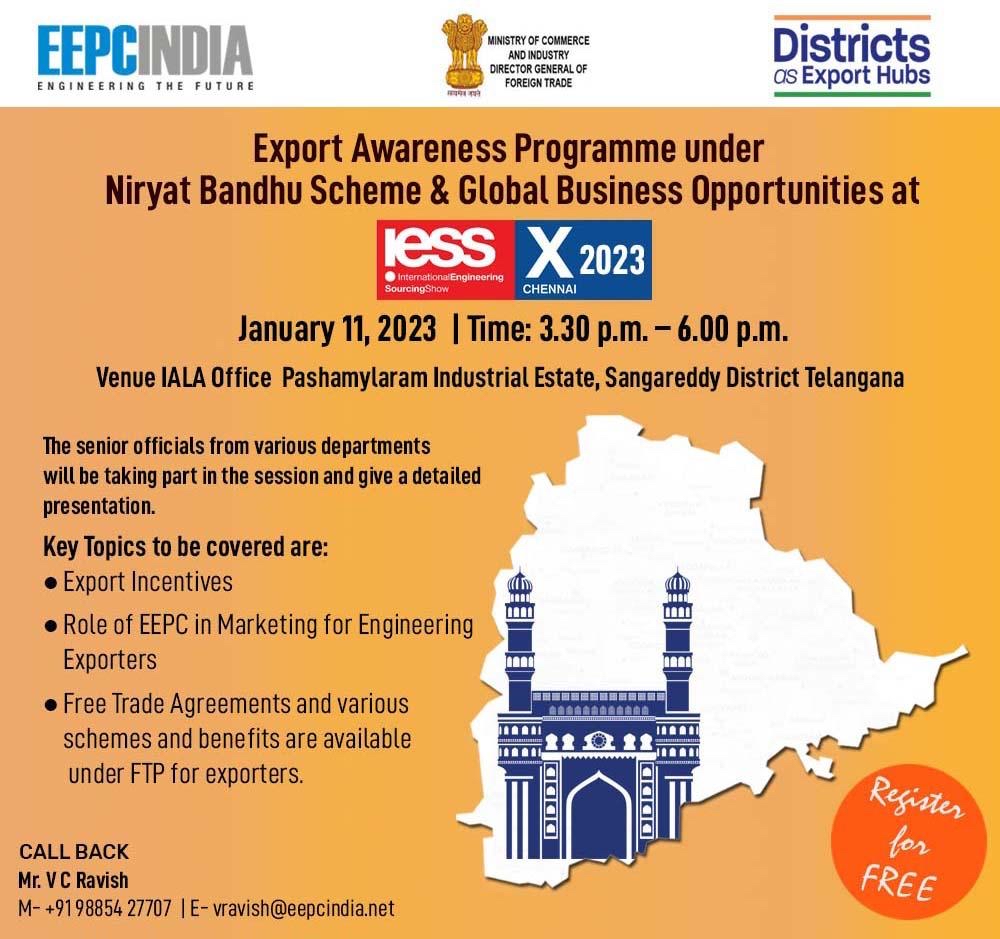 EEPCINDIA
ENGINEERING THE FUTURE
सत्यमेव जयते
MINISTRY OF COMMERCE
AND INDUSTRY
DIRECTOR GENERAL OF
FOREIGN TRADE
Districts
as Export Hubs
Export Awareness Programme under
Niryat Bandhu Scheme & Global Business Opportunities at
iess
InternationalEngineering
SourcingShow
X 2023
CHENNAI
January 11, 2023 | Time: 3.30 p.m. – 6.00 p.m.
Venue IALA Office Pashamylaram Industrial Estate, Sangareddy District Telangana
The senior officials from various departments
will be taking part in the session and give a detailed
presentation.
Key Topics to be covered are:
● Export Incentives
● Role of EEPC in Marketing for Engineering
Exporters
● Free Trade Agreements and various
schemes and benefits are available
under FTP for exporters.
Register
for
FREE
CALL BACK
Mr. V C Ravish
M- +91 98854 27707 | E- vravish@eepcindia.net